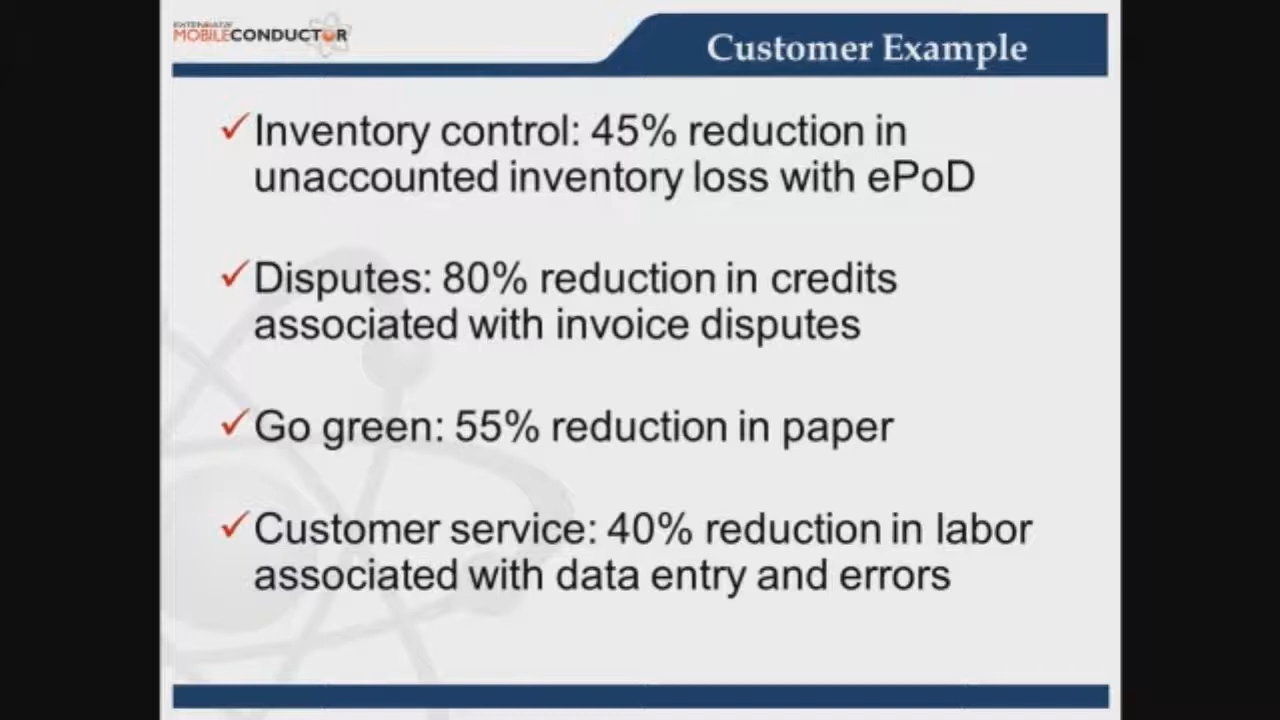 MOBILECONDUCTOR
Customer Example
Inventory control: 45% reduction in
unaccounted inventory loss with ePoD
Disputes: 80% reduction in credits
associated with invoice disputes
Go green: 55% reduction in paper
Customer service: 40% reduction in labor
associated with data entry and errors